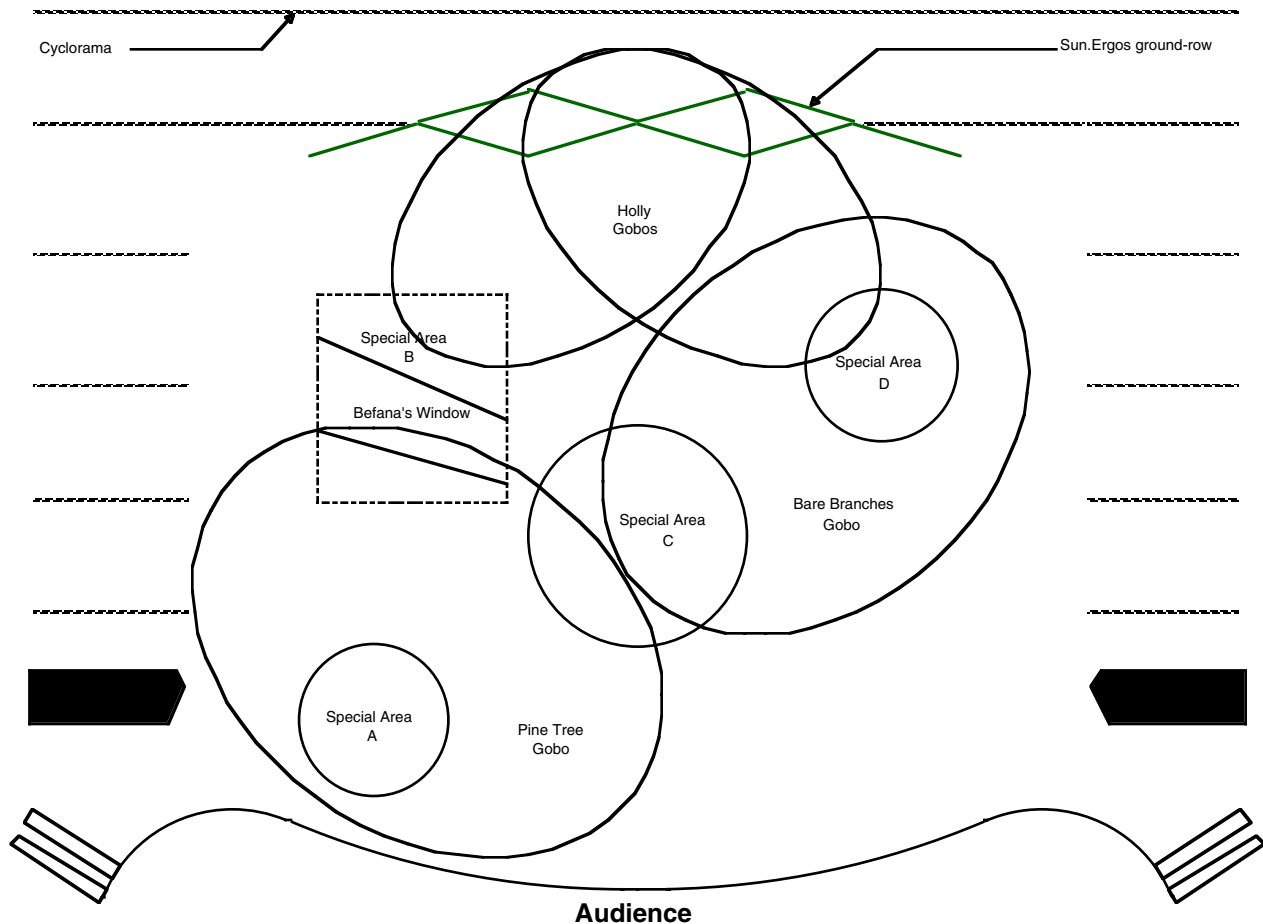 Cyclorama
Sun.Ergos ground-row
Holly
Gobos
Special Area
B
Special Area
D
Befana's Window
Bare Branches
Gobo
Special Area
C
Special Area
A
Pine Tree
Gobo
Audience